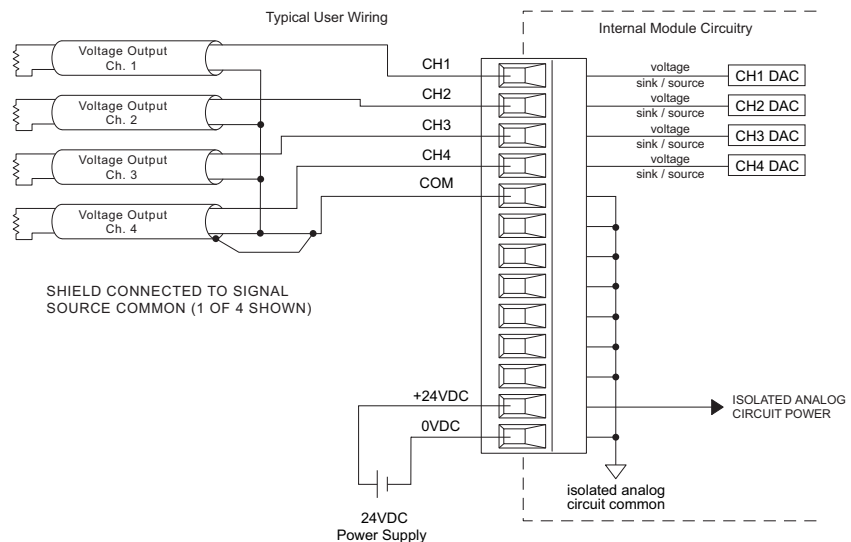 Typical User Wiring
Internal Module Circuitry
Voltage Output
Ch. 1
Voltage Output
Ch. 2
Voltage Output
Ch. 3
Voltage Output
Ch. 4
CH1
CH2
CH3
CH4
COM
voltage
sink / source
CH1 DAC
voltage
sink / source
CH2 DAC
voltage
sink / source
CH3 DAC
voltage
sink / source
CH4 DAC
SHIELD CONNECTED TO SIGNAL
SOURCE COMMON (1 OF 4 SHOWN)
+24VDC
0VDC
ISOLATED ANALOG
CIRCUIT POWER
isolated analog
circuit common
24VDC
Power Supply